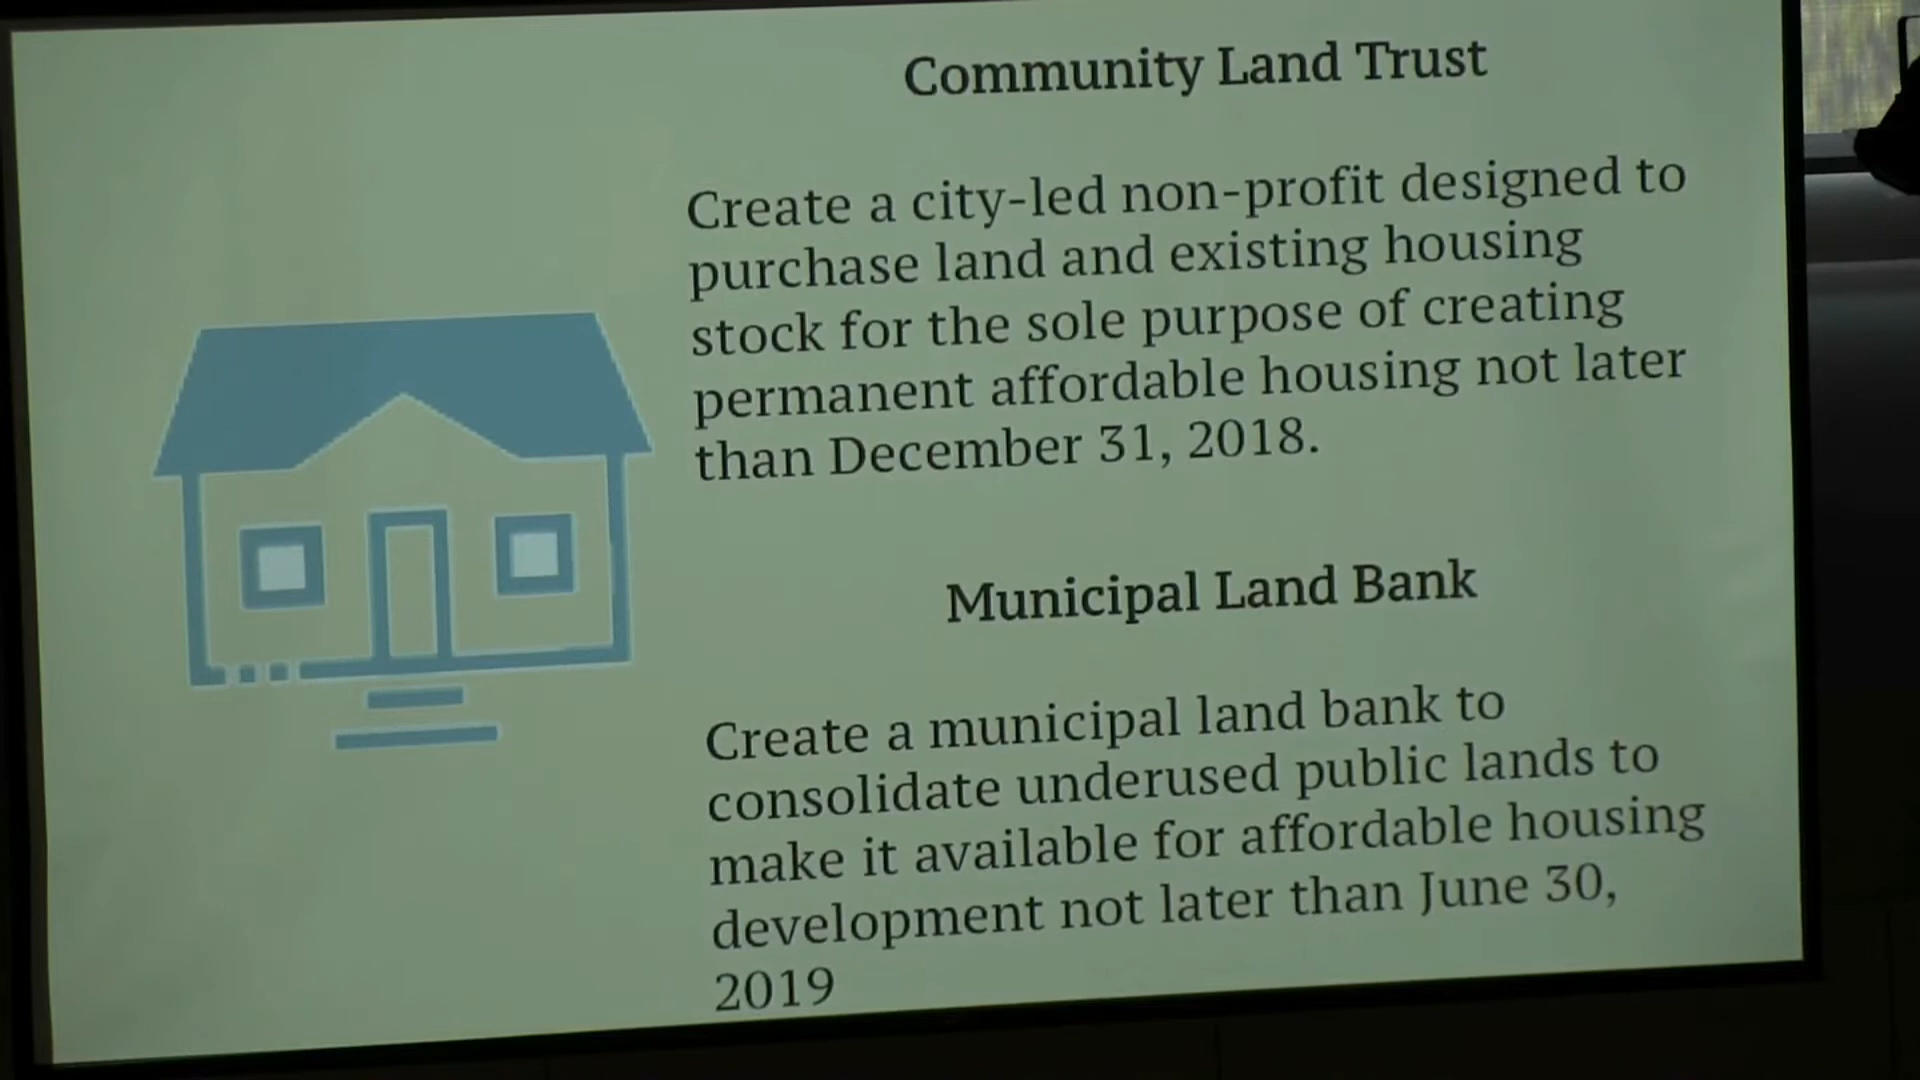 Community Land Trust
Create a city-led non-profit designed to
purchase land and existing housing
stock for the sole purpose of creating
permanent affordable housing not later
than December 31, 2018.
Municipal Land Bank
Create a municipal land bank to
consolidate underused public lands to
make it available for affordable housing
development not later than June 30,
2019